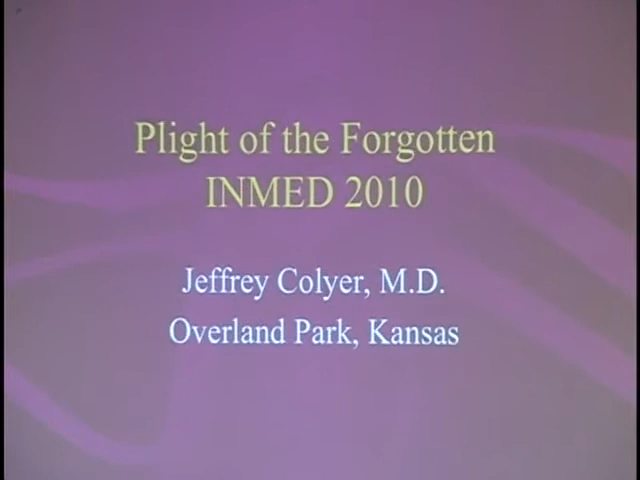 Plight of the Forgotten
INMED 2010
Jeffrey Colyer, M.D.
Overland Park, Kansas